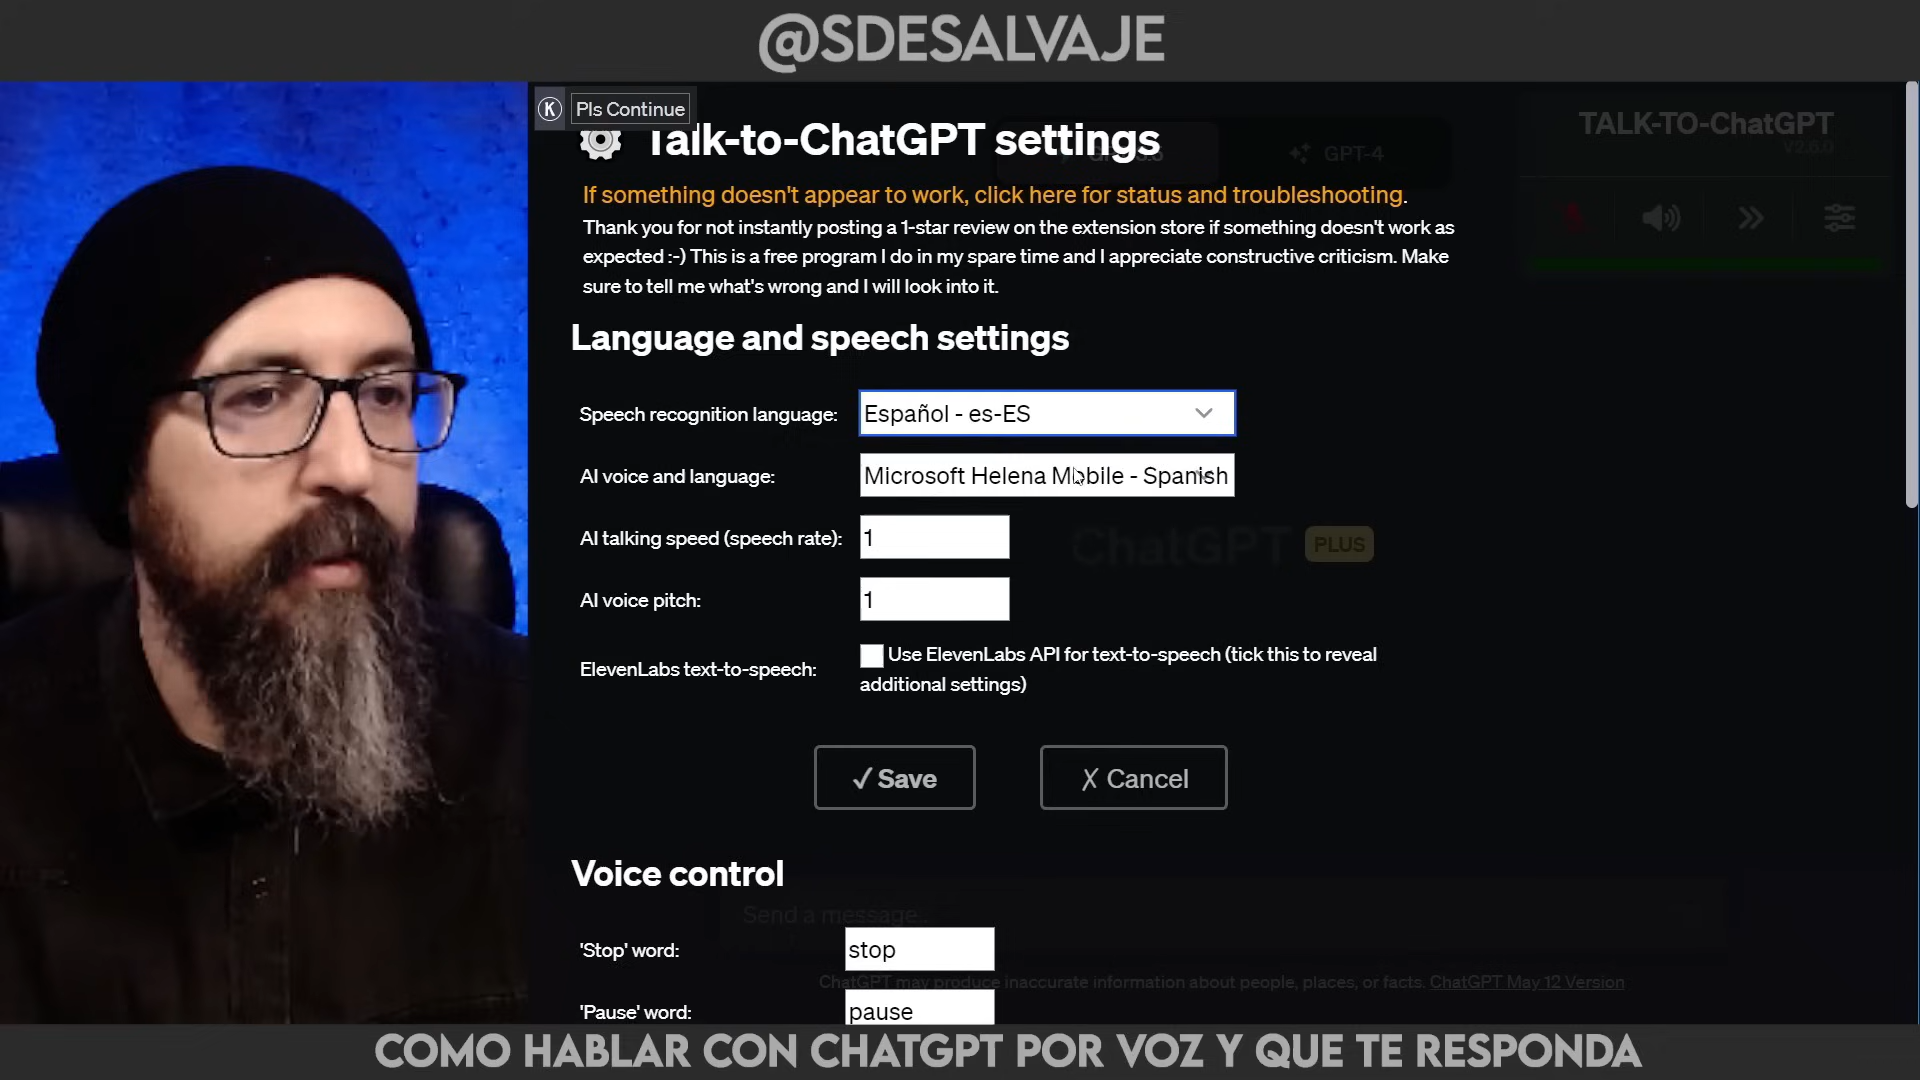 @SDESALVAJE
K Pls Continue
Talk-to-ChatGPT settings
GPT-4
TALK-TO-ChatGPT
V2.6.0
If something doesn't appear to work, click here for status and troubleshooting.
Thank you for not instantly posting a 1-star review on the extension store if something doesn't work as
expected :-) This is a free program I do in my spare time and I appreciate constructive criticism. Make
sure to tell me what's wrong and I will look into it.
Language and speech settings
Speech recognition language: Español - es-ES
AI voice and language: Microsoft Helena Mobile - Spanish
AI talking speed (speech rate): 1
ChatGPT PLUS
AI voice pitch: 1
ElevenLabs text-to-speech: Use ElevenLabs API for text-to-speech (tick this to reveal
additional settings)
✓ Save
X Cancel
Voice control
Send a message..
'Stop' word: stop
ChatGPT may produce inaccurate information about people, places, or facts. ChatGPT May 12 Version
'Pause' word: pause
COMO HABLAR CON CHATGPT POR VOZ Y QUE TE RESPONDA